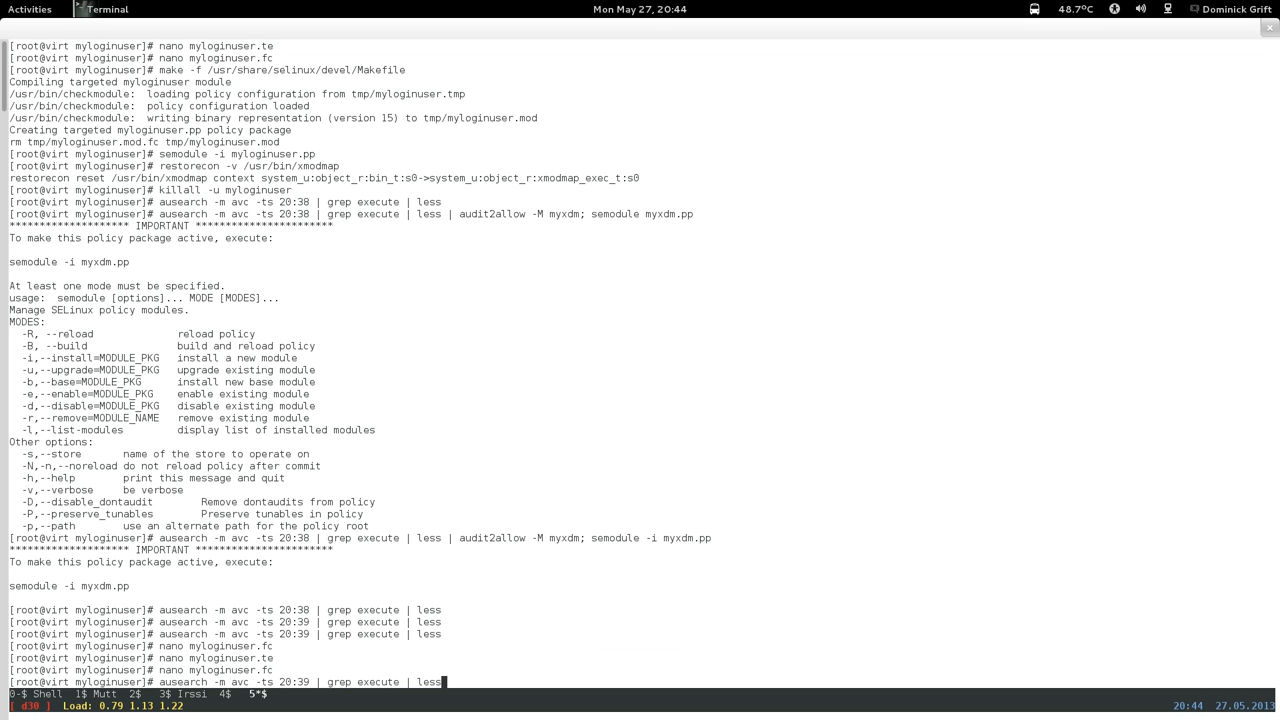 Activities Terminal Mon May 27, 20:44 48.7°C Dominick Grift
[root@virt myloginuser]# nano myloginuser.te
[root@virt myloginuser]# nano myloginuser.fc
[root@virt myloginuser]# make -f /usr/share/selinux/devel/Makefile
Compiling targeted myloginuser module
/usr/bin/checkmodule:  loading policy configuration from tmp/myloginuser.tmp
/usr/bin/checkmodule:  policy configuration loaded
/usr/bin/checkmodule:  writing binary representation (version 15) to tmp/myloginuser.mod
Creating targeted myloginuser.pp policy package
rm tmp/myloginuser.mod.fc tmp/myloginuser.mod
[root@virt myloginuser]# semodule -i myloginuser.pp
[root@virt myloginuser]# restorecon -v /usr/bin/xmodmap
restorecon reset /usr/bin/xmodmap context system_u:object_r:bin_t:s0->system_u:object_r:xmodmap_exec_t:s0
[root@virt myloginuser]# killall -u myloginuser
[root@virt myloginuser]# ausearch -m avc -ts 20:38 | grep execute | less
[root@virt myloginuser]# ausearch -m avc -ts 20:38 | grep execute | less | audit2allow -M myxdm; semodule myxdm.pp
******************** IMPORTANT ***********************
To make this policy package active, execute:
semodule -i myxdm.pp
At least one mode must be specified.
usage:  semodule [options]... MODE [MODES]...
Manage SELinux policy modules.
MODES:
  -R, --reload              reload policy
  -B, --build               build and reload policy
  -i,--install=MODULE_PKG   install a new module
  -u,--upgrade=MODULE_PKG   upgrade existing module
  -b,--base=MODULE_PKG      install new base module
  -e,--enable=MODULE_PKG    enable existing module
  -d,--disable=MODULE_PKG   disable existing module
  -r,--remove=MODULE_NAME   remove existing module
  -l,--list-modules         display list of installed modules
Other options:
  -s,--store       name of the store to operate on
  -N,-n,--noreload do not reload policy after commit
  -h,--help        print this message and quit
  -v,--verbose     be verbose
  -D,--disable_dontaudit        Remove dontaudits from policy
  -P,--preserve_tunables        Preserve tunables in policy
  -p,--path        use an alternate path for the policy root
[root@virt myloginuser]# ausearch -m avc -ts 20:38 | grep execute | less | audit2allow -M myxdm; semodule -i myxdm.pp
******************** IMPORTANT ***********************
To make this policy package active, execute:
semodule -i myxdm.pp
[root@virt myloginuser]# ausearch -m avc -ts 20:38 | grep execute | less
[root@virt myloginuser]# ausearch -m avc -ts 20:39 | grep execute | less
[root@virt myloginuser]# ausearch -m avc -ts 20:39 | grep execute | less
[root@virt myloginuser]# nano myloginuser.fc
[root@virt myloginuser]# nano myloginuser.te
[root@virt myloginuser]# nano myloginuser.fc
[root@virt myloginuser]# ausearch -m avc -ts 20:39 | grep execute | less
0-$ Shell  1$ Mutt  2$   3$ Irssi  4$   5*$
[ d30 ]  Load: 0.79 1.13 1.22 20:44  27.05.2013